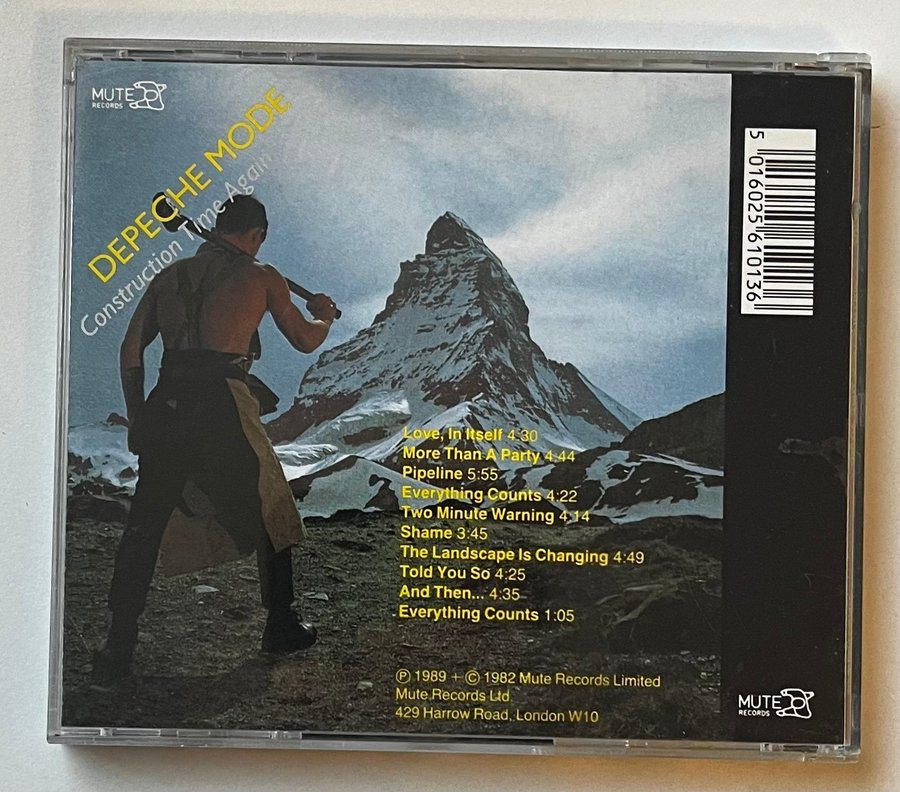 MUTE
RECORDS
DEPECHE MODE
Construction Time Again
5 016025 610136
Love, In Itself 4:30
More Than A Party 4:44
Pipeline 5:55
Everything Counts 4:22
Two Minute Warning 4:14
Shame 3:45
The Landscape Is Changing 4:49
Told You So 4:25
And Then... 4:35
Everything Counts 1:05
Ⓟ 1989 + © 1982 Mute Records Limited
Mute Records Ltd
429 Harrow Road, London W10
MUTE
RECORDS